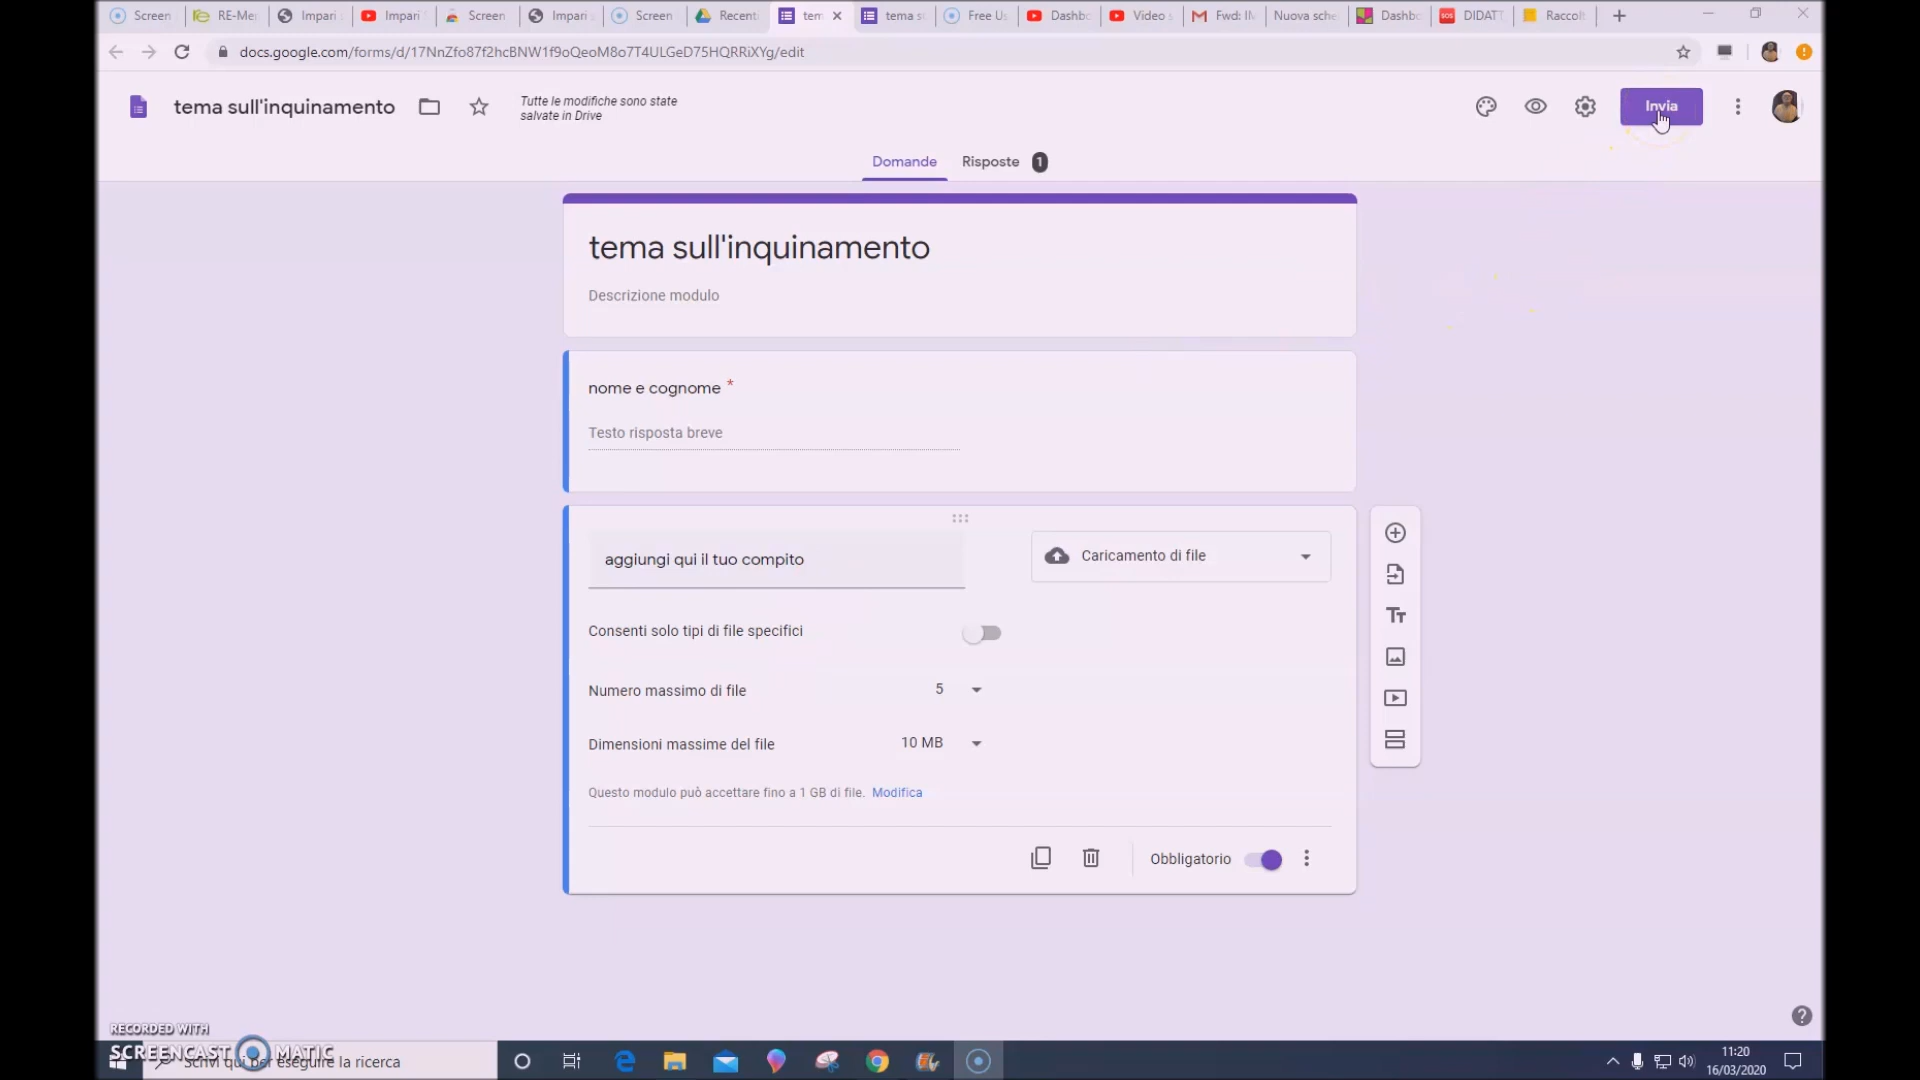 Screen RE-Me Impari Impari Screen Impari Screen Recent tem tema s Free Us Dashb Video Fwd: Nuova sche Dashb DIDAT Raccolt
docs.google.com/forms/d/17NnZfo87f2hcBNW1f9oQeoM8o7T4ULGeD75HQRRiXYg/edit
tema sull'inquinamento
Tutte le modifiche sono state
salvate in Drive
Invia
Domande Risposte 1
tema sull'inquinamento
Descrizione modulo
nome e cognome *
Testo risposta breve
aggiungi qui il tuo compito
Caricamento di file
Consenti solo tipi di file specifici
Numero massimo di file 5
Dimensioni massime del file 10 MB
Questo modulo può accettare fino a 1 GB di file. Modifica
Obbligatorio
RECORDED WITH
SCREENCAST MATIC
Scrivi qui per eseguire la ricerca
11:20
16/03/2020